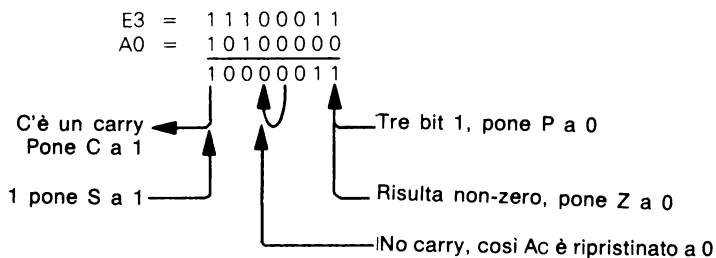 E3 = 11100011
A0 = 10100000
10000011
C'è un carry
Pone C a 1
Tre bit 1, pone P a 0
1 pone S a 1
Risulta non-zero, pone Z a 0
No carry, così AC è ripristinato a 0